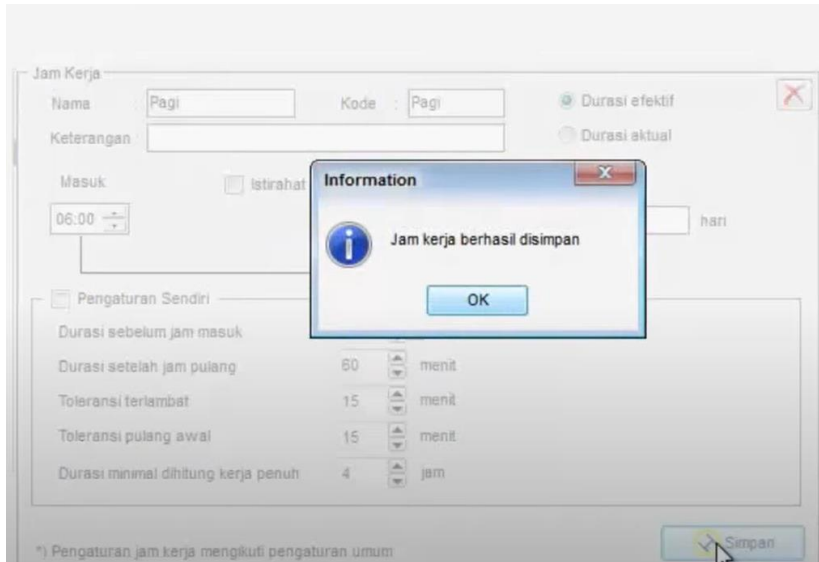 Jam Kerja
Nama : Pagi Kode : Pagi Durasi efektif
Keterangan Durasi aktual
Masuk Istirahat
06:00 hari
Information
Jam kerja berhasil disimpan
OK
Pengaturan Sendiri
Durasi sebelum jam masuk
Durasi setelah jam pulang 60 menit
Toleransi terlambat 15 menit
Toleransi pulang awal 15 menit
Durasi minimal dihitung kerja penuh 4 jam
*) Pengaturan jam kerja mengikuti pengaturan umum Simpan